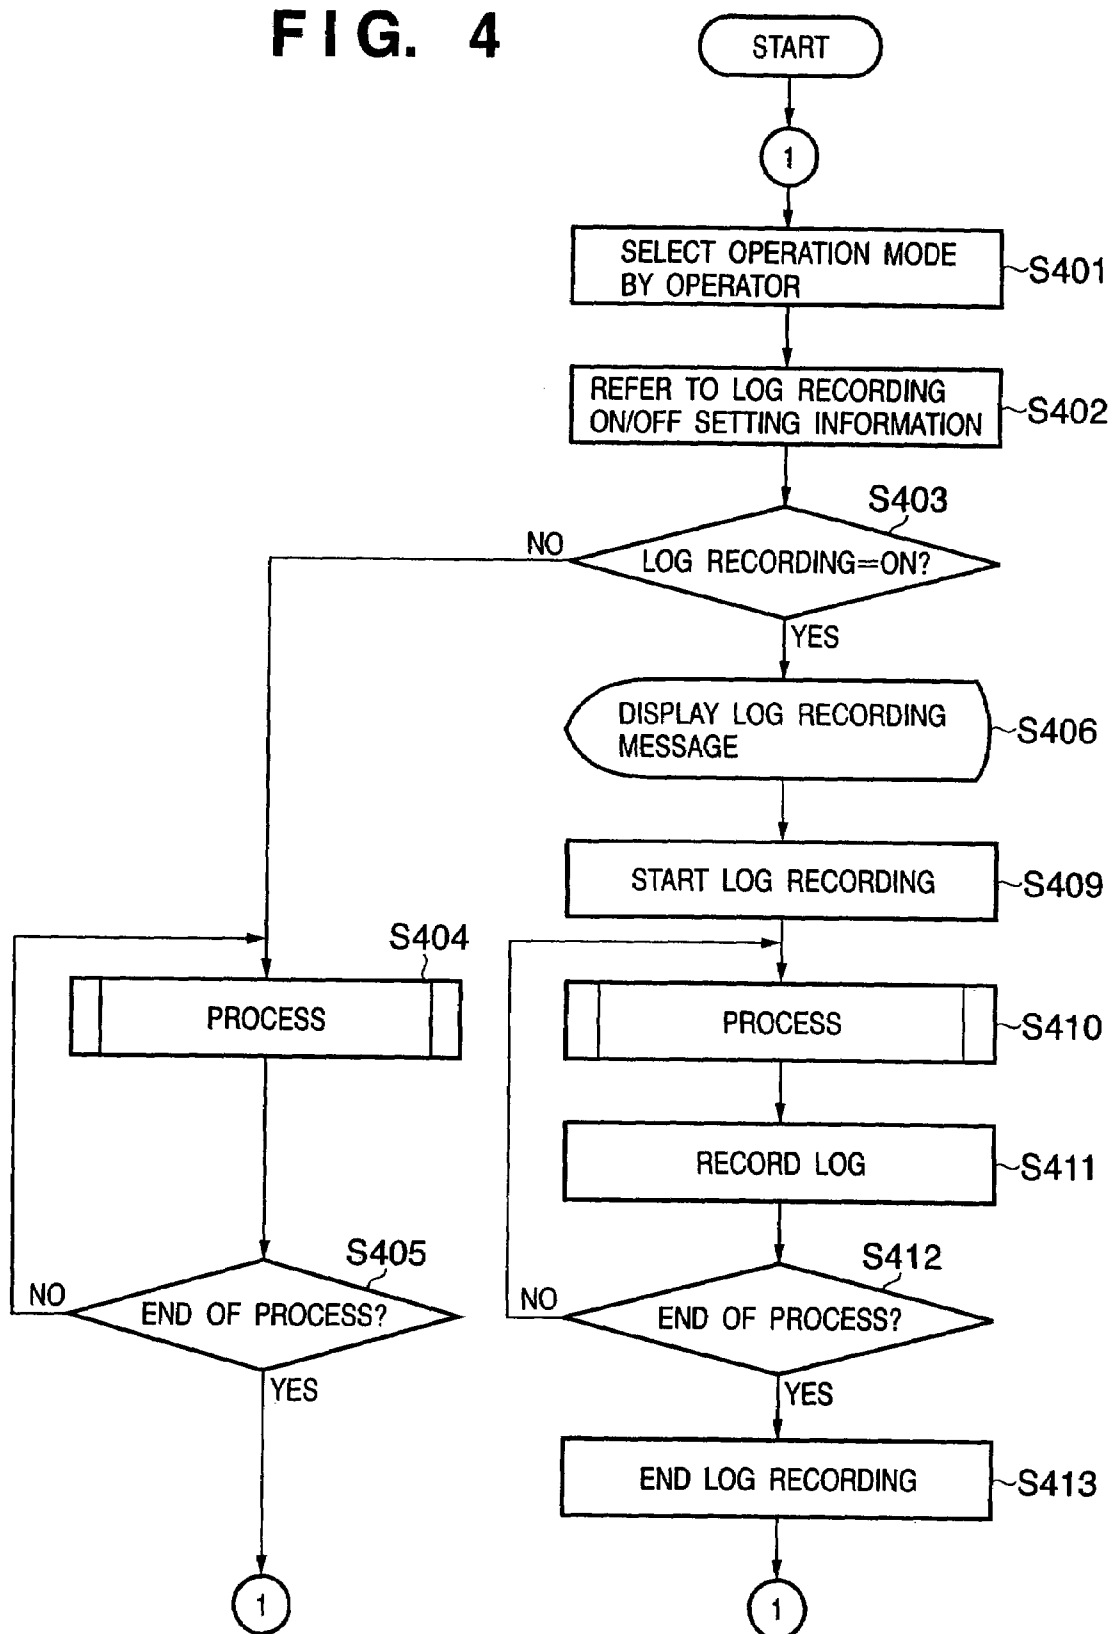 FIG. 4
START
1
SELECT OPERATION MODE
BY OPERATOR
S401
REFER TO LOG RECORDING
ON/OFF SETTING INFORMATION
S402
S403
LOG RECORDING=ON?
NO
YES
DISPLAY LOG RECORDING
MESSAGE
S406
START LOG RECORDING
S409
S404
PROCESS
PROCESS
S410
RECORD LOG
S411
S405
END OF PROCESS?
NO
YES
S412
END OF PROCESS?
NO
YES
END LOG RECORDING
S413
1
1